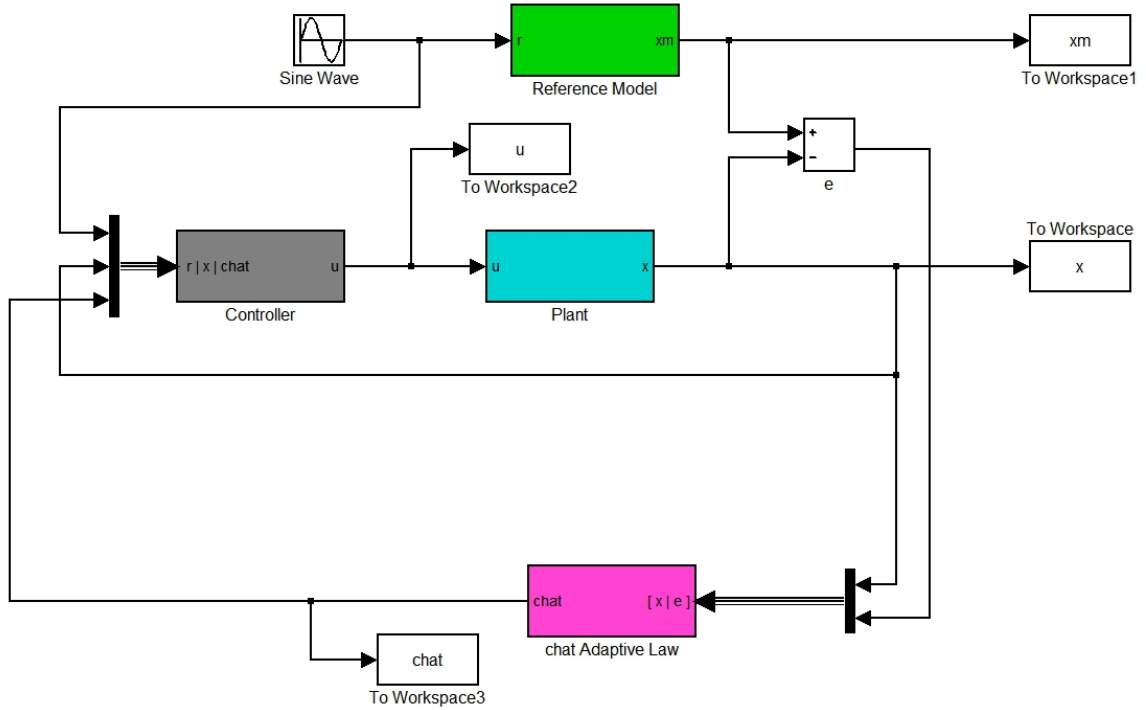 r
xm
xm
Sine Wave
Reference Model
To Workspace1
u
+
-
To Workspace2
e
To Workspace
r | x | chat
u
u
x
x
Controller
Plant
chat
[ x | e ]
chat Adaptive Law
chat
To Workspace3